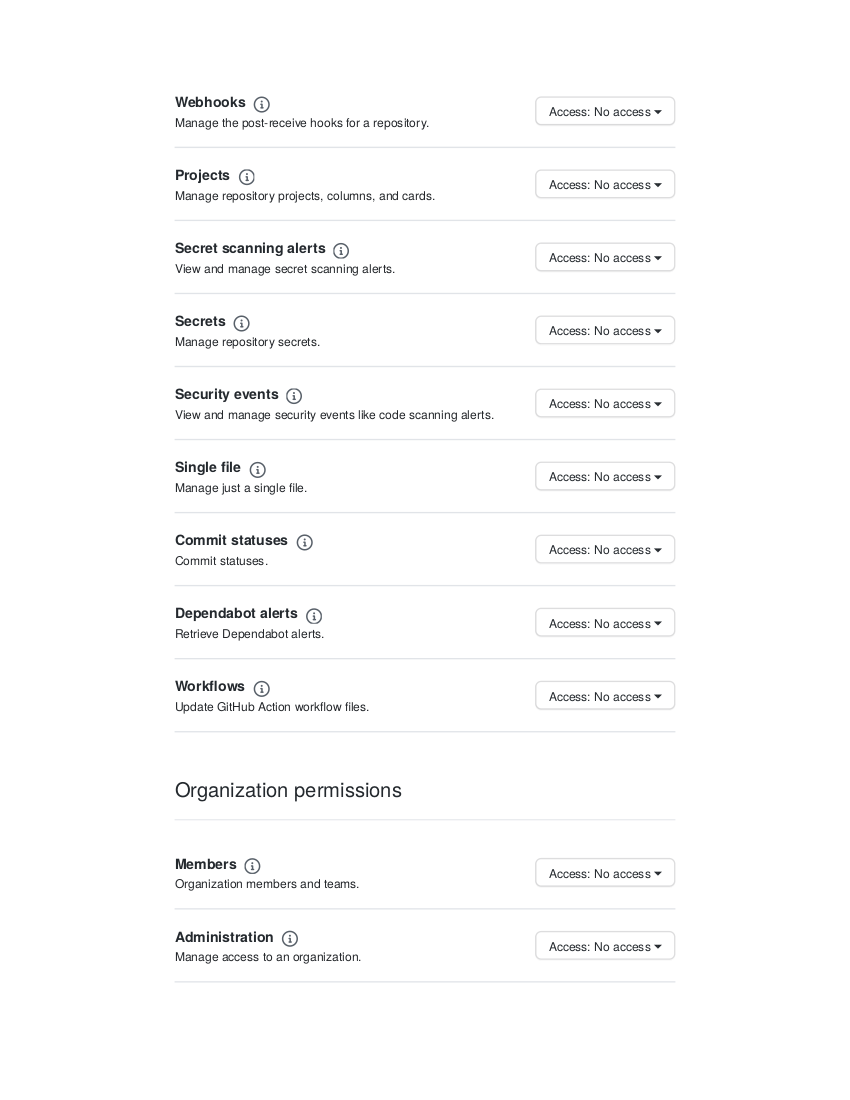 Webhooks
Access: No access
Manage the post-receive hooks for a repository.
Projects
Access: No access
Manage repository projects, columns, and cards.
Secret scanning alerts
Access: No access
View and manage secret scanning alerts.
Secrets
Access: No access
Manage repository secrets.
Security events
Access: No access
View and manage security events like code scanning alerts.
Single file
Access: No access
Manage just a single file.
Commit statuses
Access: No access
Commit statuses.
Dependabot alerts
Access: No access
Retrieve Dependabot alerts.
Workflows
Access: No access
Update GitHub Action workflow files.
Organization permissions
Members
Access: No access
Organization members and teams.
Administration
Access: No access
Manage access to an organization.